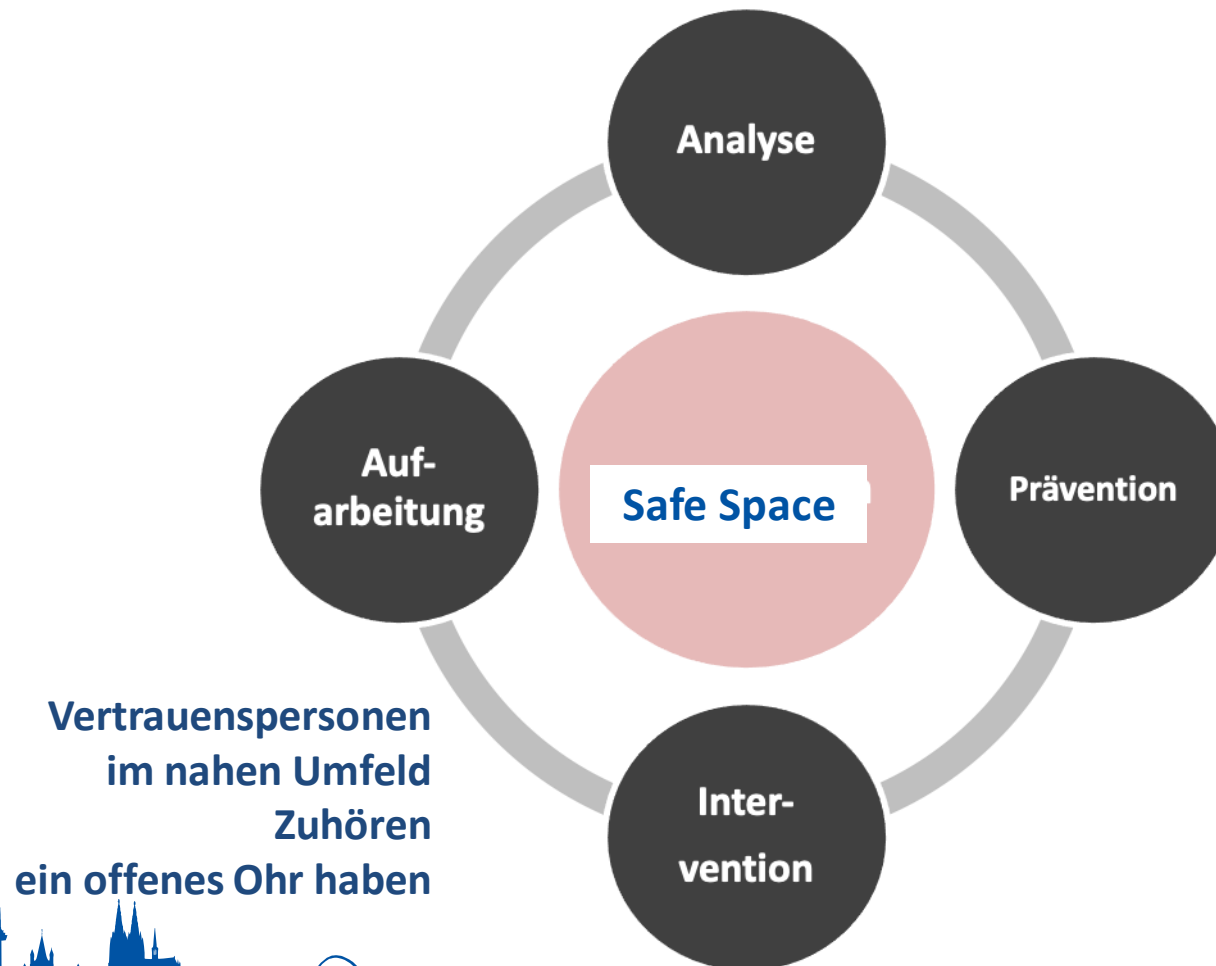 Analyse
Auf-
arbeitung
Safe Space
Prävention
Vertrauenspersonen
im nahen Umfeld
Zuhören
ein offenes Ohr haben
Inter-
vention